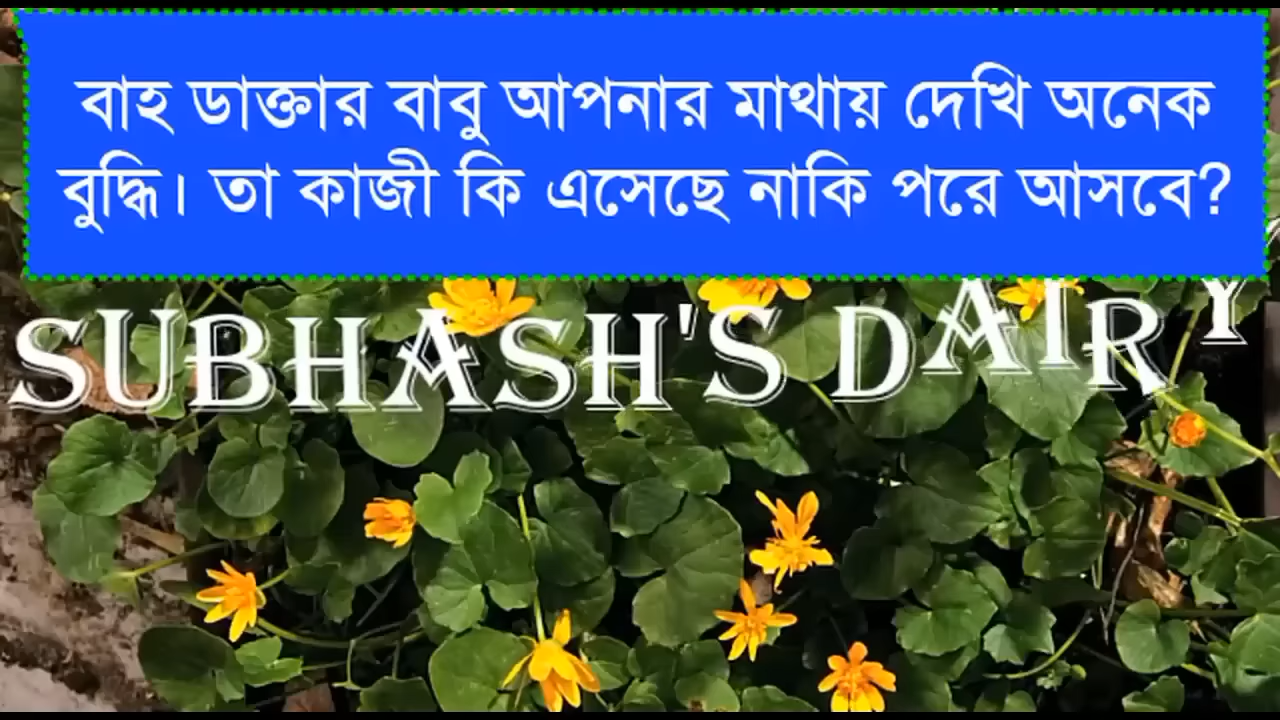 বাহ ডাক্তার বাবু আপনার মাথায় দেখি অনেক
বুদ্ধি। তা কাজী কি এসেছে নাকি পরে আসবে?
SUBHASH'S DAIRY